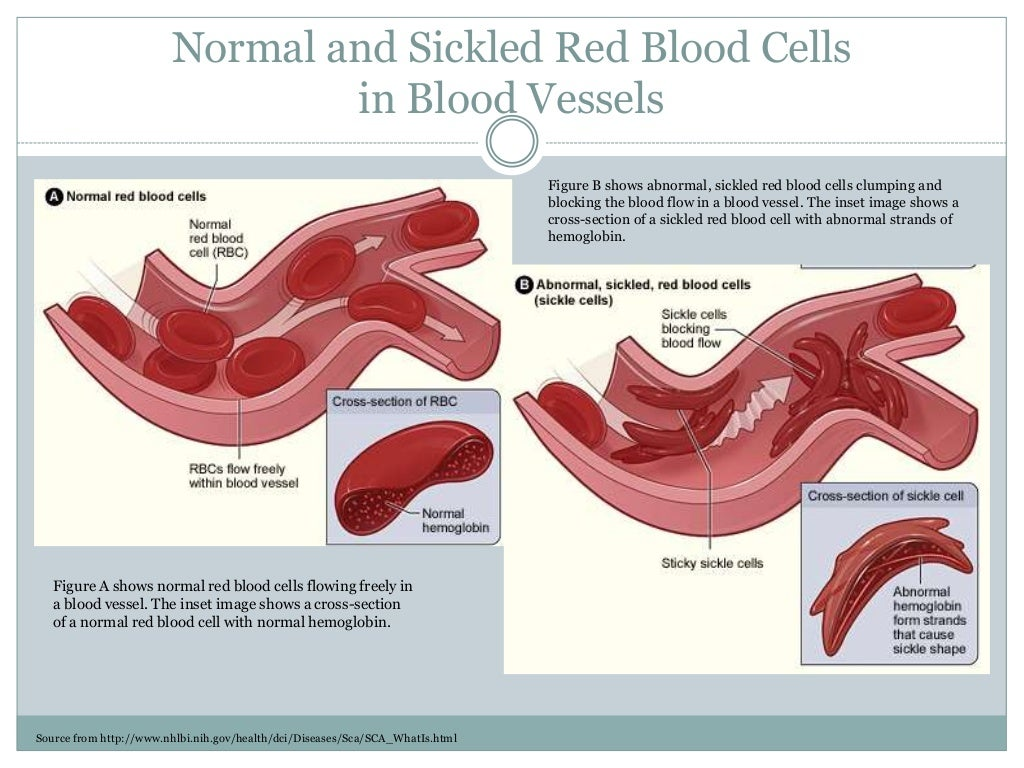 Normal and Sickled Red Blood Cells
in Blood Vessels
A Normal red blood cells
Normal
red blood
cell (RBC)
RBCs flow freely
within blood vessel
Cross-section of RBC
Normal
hemoglobin
Figure A shows normal red blood cells flowing freely in
a blood vessel. The inset image shows a cross-section
of a normal red blood cell with normal hemoglobin.
Figure B shows abnormal, sickled red blood cells clumping and
blocking the blood flow in a blood vessel. The inset image shows a
cross-section of a sickled red blood cell with abnormal strands of
hemoglobin.
B Abnormal, sickled, red blood cells
(sickle cells)
Sickle cells
blocking
blood flow
Sticky sickle cells
Cross-section of sickle cell
Abnormal
hemoglobin
form strands
that cause
sickle shape
Source from http://www.nhlbi.nih.gov/health/dci/Diseases/Sca/SCA_WhatIs.html